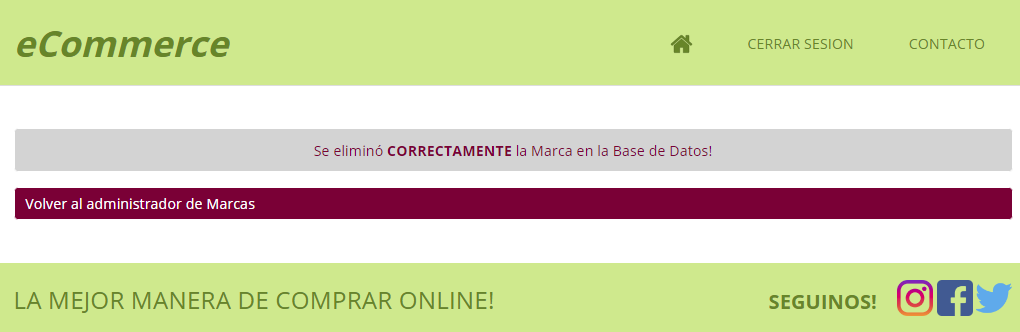 eCommerce
CERRAR SESION
CONTACTO
Se eliminó CORRECTAMENTE la Marca en la Base de Datos!
Volver al administrador de Marcas
LA MEJOR MANERA DE COMPRAR ONLINE!
SEGUINOS!